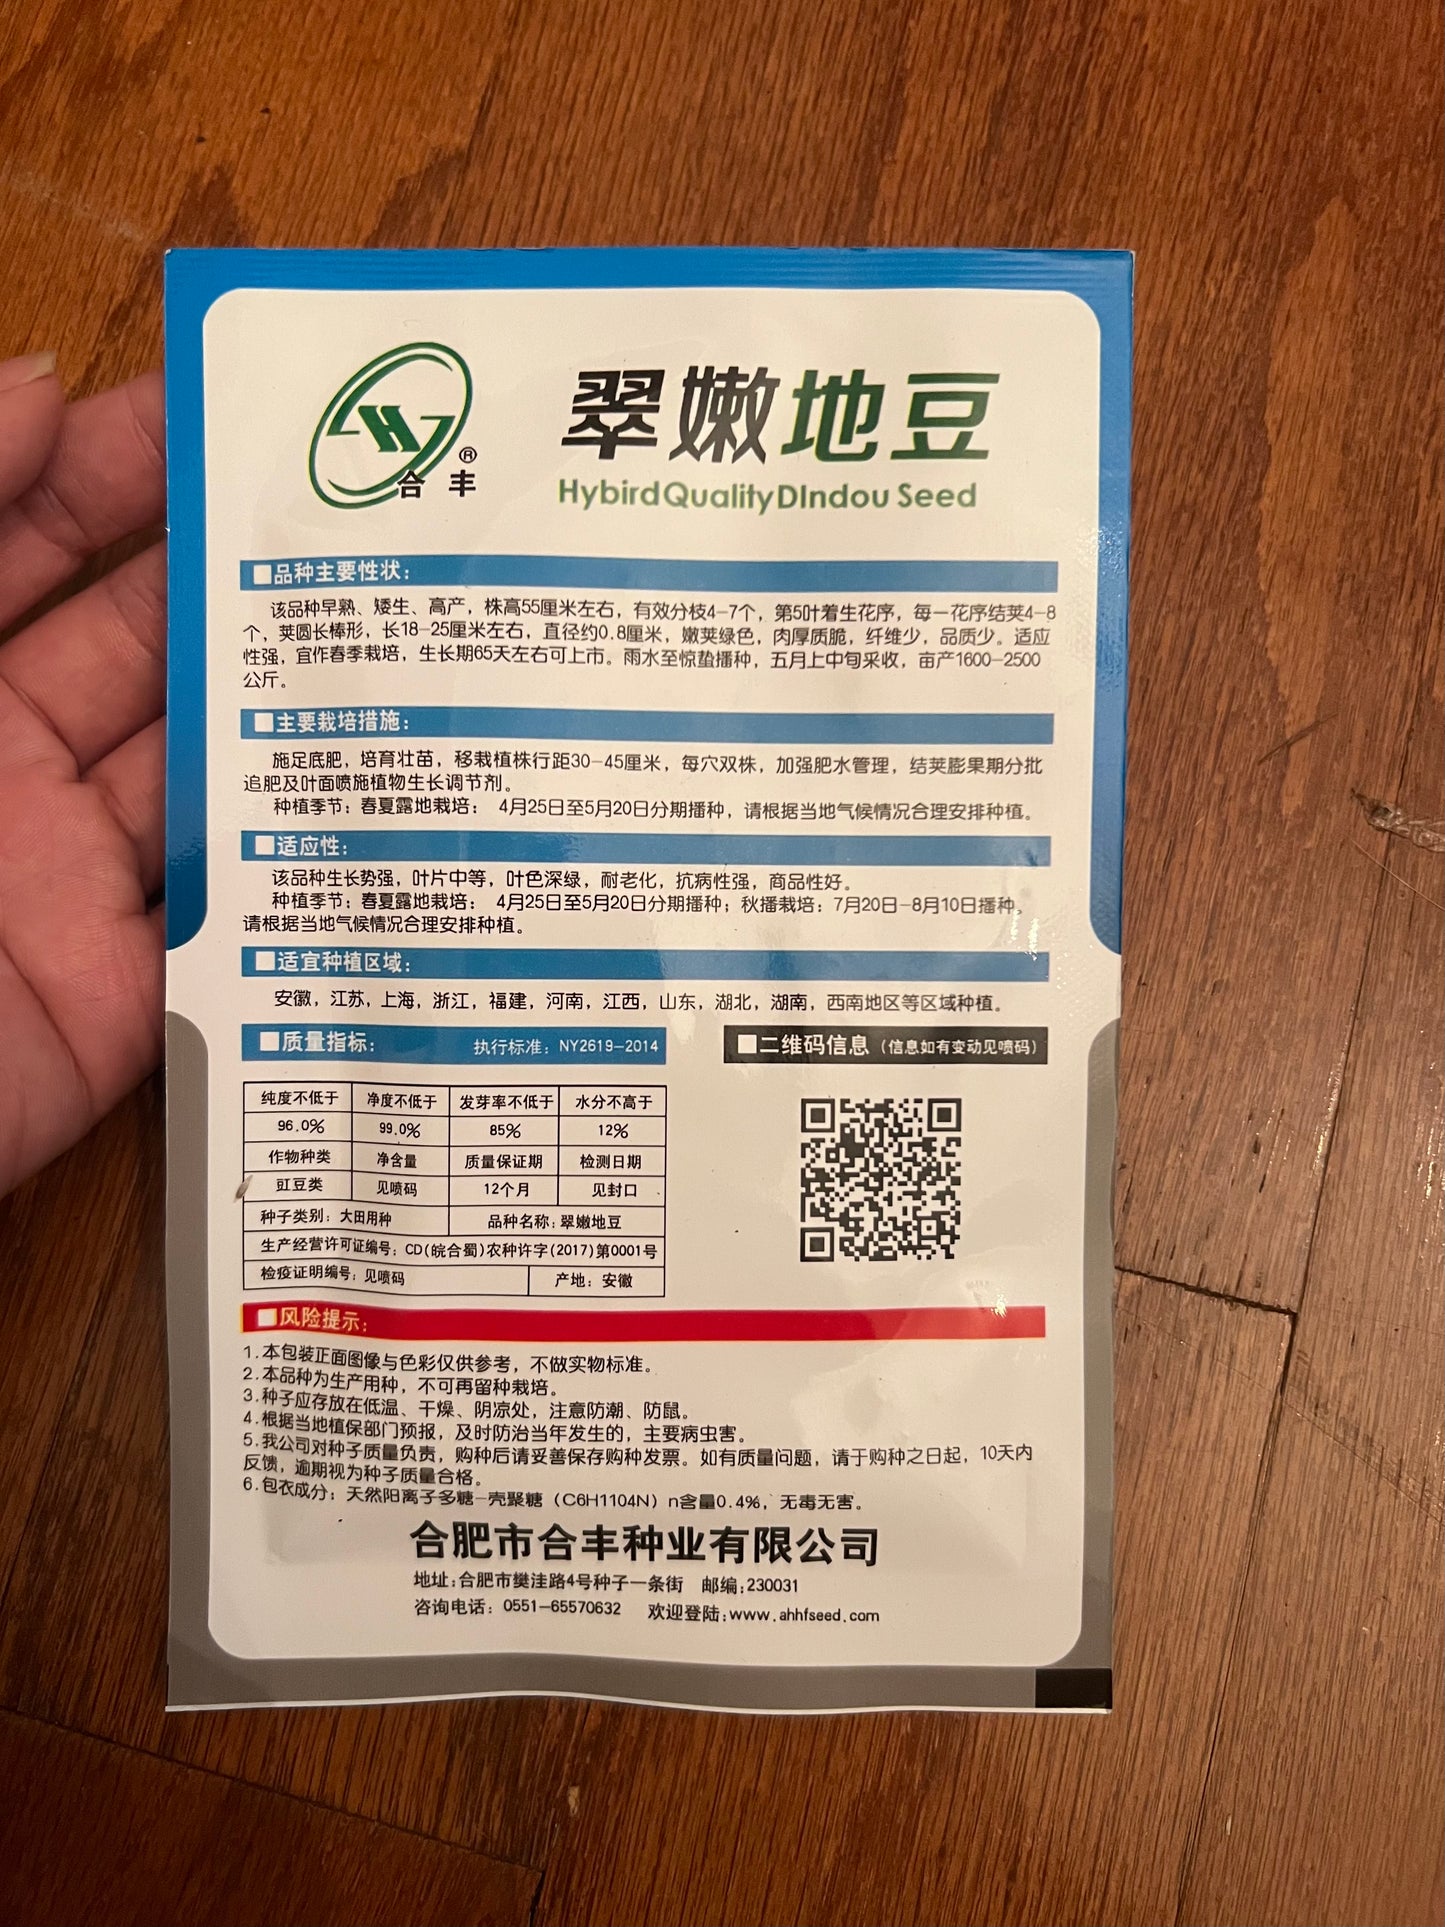 合丰®
翠嫩地豆
HybirdQualityDIndou Seed
品种主要性状：
该品种早熟、矮生、高产，株高55厘米左右，有效分枝4-7个，第5叶着生花序，每一花序结荚4-8
个，荚圆长棒形，长18-25厘米左右，直径约0.8厘米，嫩荚绿色，肉厚质脆，纤维少，品质少。适应
性强，宜作春季栽培，生长期65天左右可上市。雨水至惊蛰播种，五月上中旬采收，亩产1600-2500
公斤。
主要栽培措施：
施足底肥，培育壮苗，移栽植株行距30-45厘米，每穴双株，加强肥水管理，结荚膨果期分批
追肥及叶面喷施植物生长调节剂。
种植季节：春夏露地栽培： 4月25日至5月20日分期播种，请根据当地气候情况合理安排种植。
适应性：
该品种生长势强，叶片中等，叶色深绿，耐老化，抗病性强，商品性好。
种植季节：春夏露地栽培： 4月25日至5月20日分期播种；秋播栽培：7月20日-8月10日播种。
请根据当地气候情况合理安排种植。
适宜种植区域：
安徽，江苏，上海，浙江，福建，河南，江西，山东，湖北，湖南，西南地区等区域种植。
质量指标： 执行标准：NY2619-2014
二维码信息（信息如有变动见喷码）
纯度不低于 净度不低于 发芽率不低于 水分不高于
96.0% 99.0% 85% 12%
作物种类 净含量 质量保证期 检测日期
豇豆类 见喷码 12个月 见封口
种子类别：大田用种 品种名称：翠嫩地豆
生产经营许可证编号：CD(皖合蜀)农种许字(2017)第0001号
检疫证明编号：见喷码 产地：安徽
风险提示：
1.本包装正面图像与色彩仅供参考，不做实物标准。
2.本品种为生产用种，不可再留种栽培。
3.种子应存放在低温、干燥、阴凉处，注意防潮、防鼠。
4.根据当地植保部门预报，及时防治当年发生的，主要病虫害。
5.我公司对种子质量负责，购种后请妥善保存购种发票。如有质量问题，请于购种之日起，10天内
反馈，逾期视为种子质量合格。
6.包衣成分：天然阳离子多糖-壳聚糖（C6H1104N）n含量0.4%，无毒无害。
合肥市合丰种业有限公司
地址：合肥市樊洼路4号种子一条街 邮编：230031
咨询电话：0551-65570632 欢迎登陆：www.ahhfseed.com